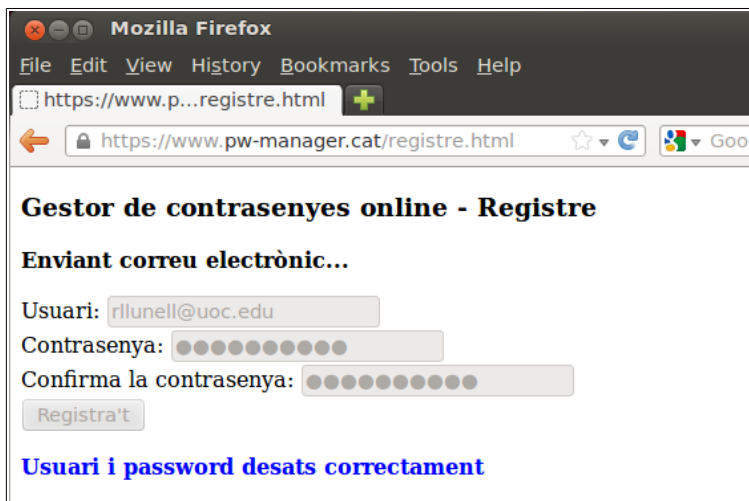 Mozilla Firefox
File Edit View History Bookmarks Tools Help
https://www.p...registre.html
https://www.pw-manager.cat/registre.html Goo
Gestor de contrasenyes online - Registre
Enviant correu electrònic...
Usuari: rllunell@uoc.edu
Contrasenya: ●●●●●●●●●●
Confirma la contrasenya: ●●●●●●●●●●
Registra't
Usuari i password desats correctament